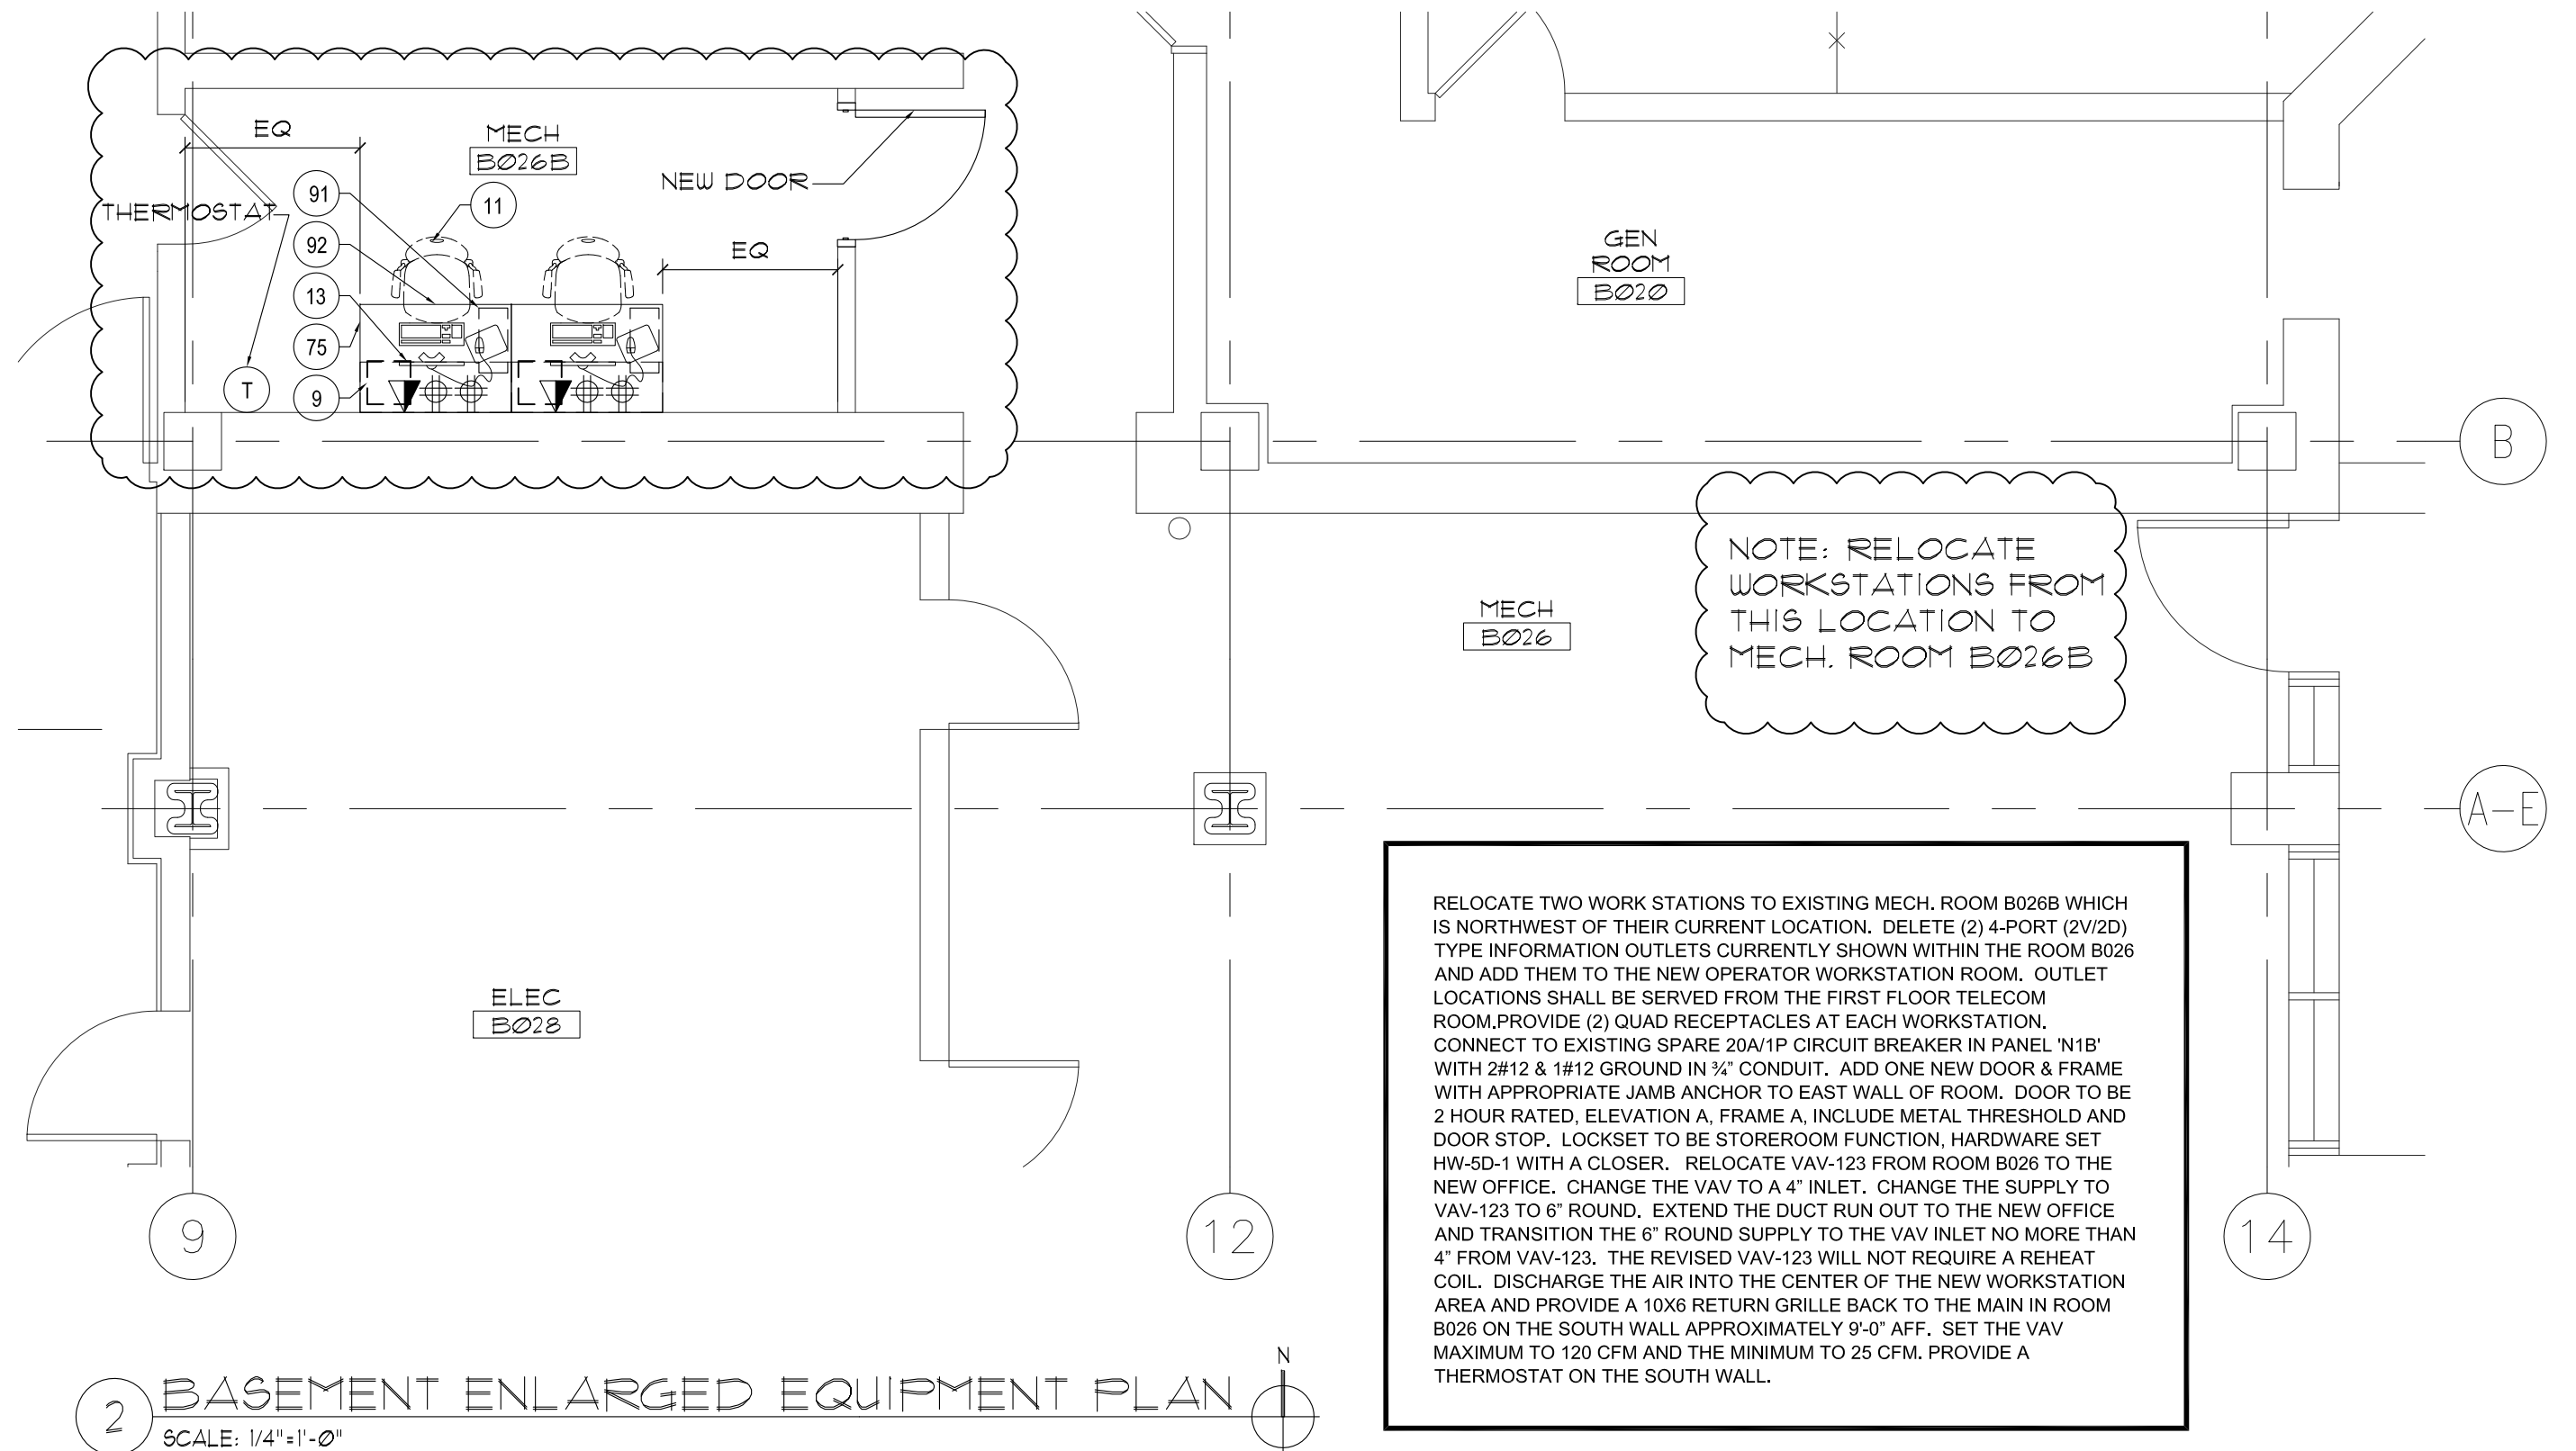 EQ
MECH
BØ26B
NEW DOOR
91
11
THERMOSTAT
92
EQ
13
75
T
9
GEN
ROOM
BØ2Ø
B
NOTE: RELOCATE
WORKSTATIONS FROM
THIS LOCATION TO
MECH. ROOM BØ26B
MECH
BØ26
A-E
ELEC
BØ28
9
12
14
RELOCATE TWO WORK STATIONS TO EXISTING MECH. ROOM B026B WHICH
IS NORTHWEST OF THEIR CURRENT LOCATION. DELETE (2) 4-PORT (2V/2D)
TYPE INFORMATION OUTLETS CURRENTLY SHOWN WITHIN THE ROOM B026
AND ADD THEM TO THE NEW OPERATOR WORKSTATION ROOM. OUTLET
LOCATIONS SHALL BE SERVED FROM THE FIRST FLOOR TELECOM
ROOM.PROVIDE (2) QUAD RECEPTACLES AT EACH WORKSTATION.
CONNECT TO EXISTING SPARE 20A/1P CIRCUIT BREAKER IN PANEL 'N1B'
WITH 2#12 & 1#12 GROUND IN ¾” CONDUIT. ADD ONE NEW DOOR & FRAME
WITH APPROPRIATE JAMB ANCHOR TO EAST WALL OF ROOM. DOOR TO BE
2 HOUR RATED, ELEVATION A, FRAME A, INCLUDE METAL THRESHOLD AND
DOOR STOP. LOCKSET TO BE STOREROOM FUNCTION, HARDWARE SET
HW-5D-1 WITH A CLOSER. RELOCATE VAV-123 FROM ROOM B026 TO THE
NEW OFFICE. CHANGE THE VAV TO A 4” INLET. CHANGE THE SUPPLY TO
VAV-123 TO 6” ROUND. EXTEND THE DUCT RUN OUT TO THE NEW OFFICE
AND TRANSITION THE 6” ROUND SUPPLY TO THE VAV INLET NO MORE THAN
4” FROM VAV-123. THE REVISED VAV-123 WILL NOT REQUIRE A REHEAT
COIL. DISCHARGE THE AIR INTO THE CENTER OF THE NEW WORKSTATION
AREA AND PROVIDE A 10X6 RETURN GRILLE BACK TO THE MAIN IN ROOM
B026 ON THE SOUTH WALL APPROXIMATELY 9'-0” AFF. SET THE VAV
MAXIMUM TO 120 CFM AND THE MINIMUM TO 25 CFM. PROVIDE A
THERMOSTAT ON THE SOUTH WALL.
N
2 BASEMENT ENLARGED EQUIPMENT PLAN
SCALE: 1/4"=1'-Ø"